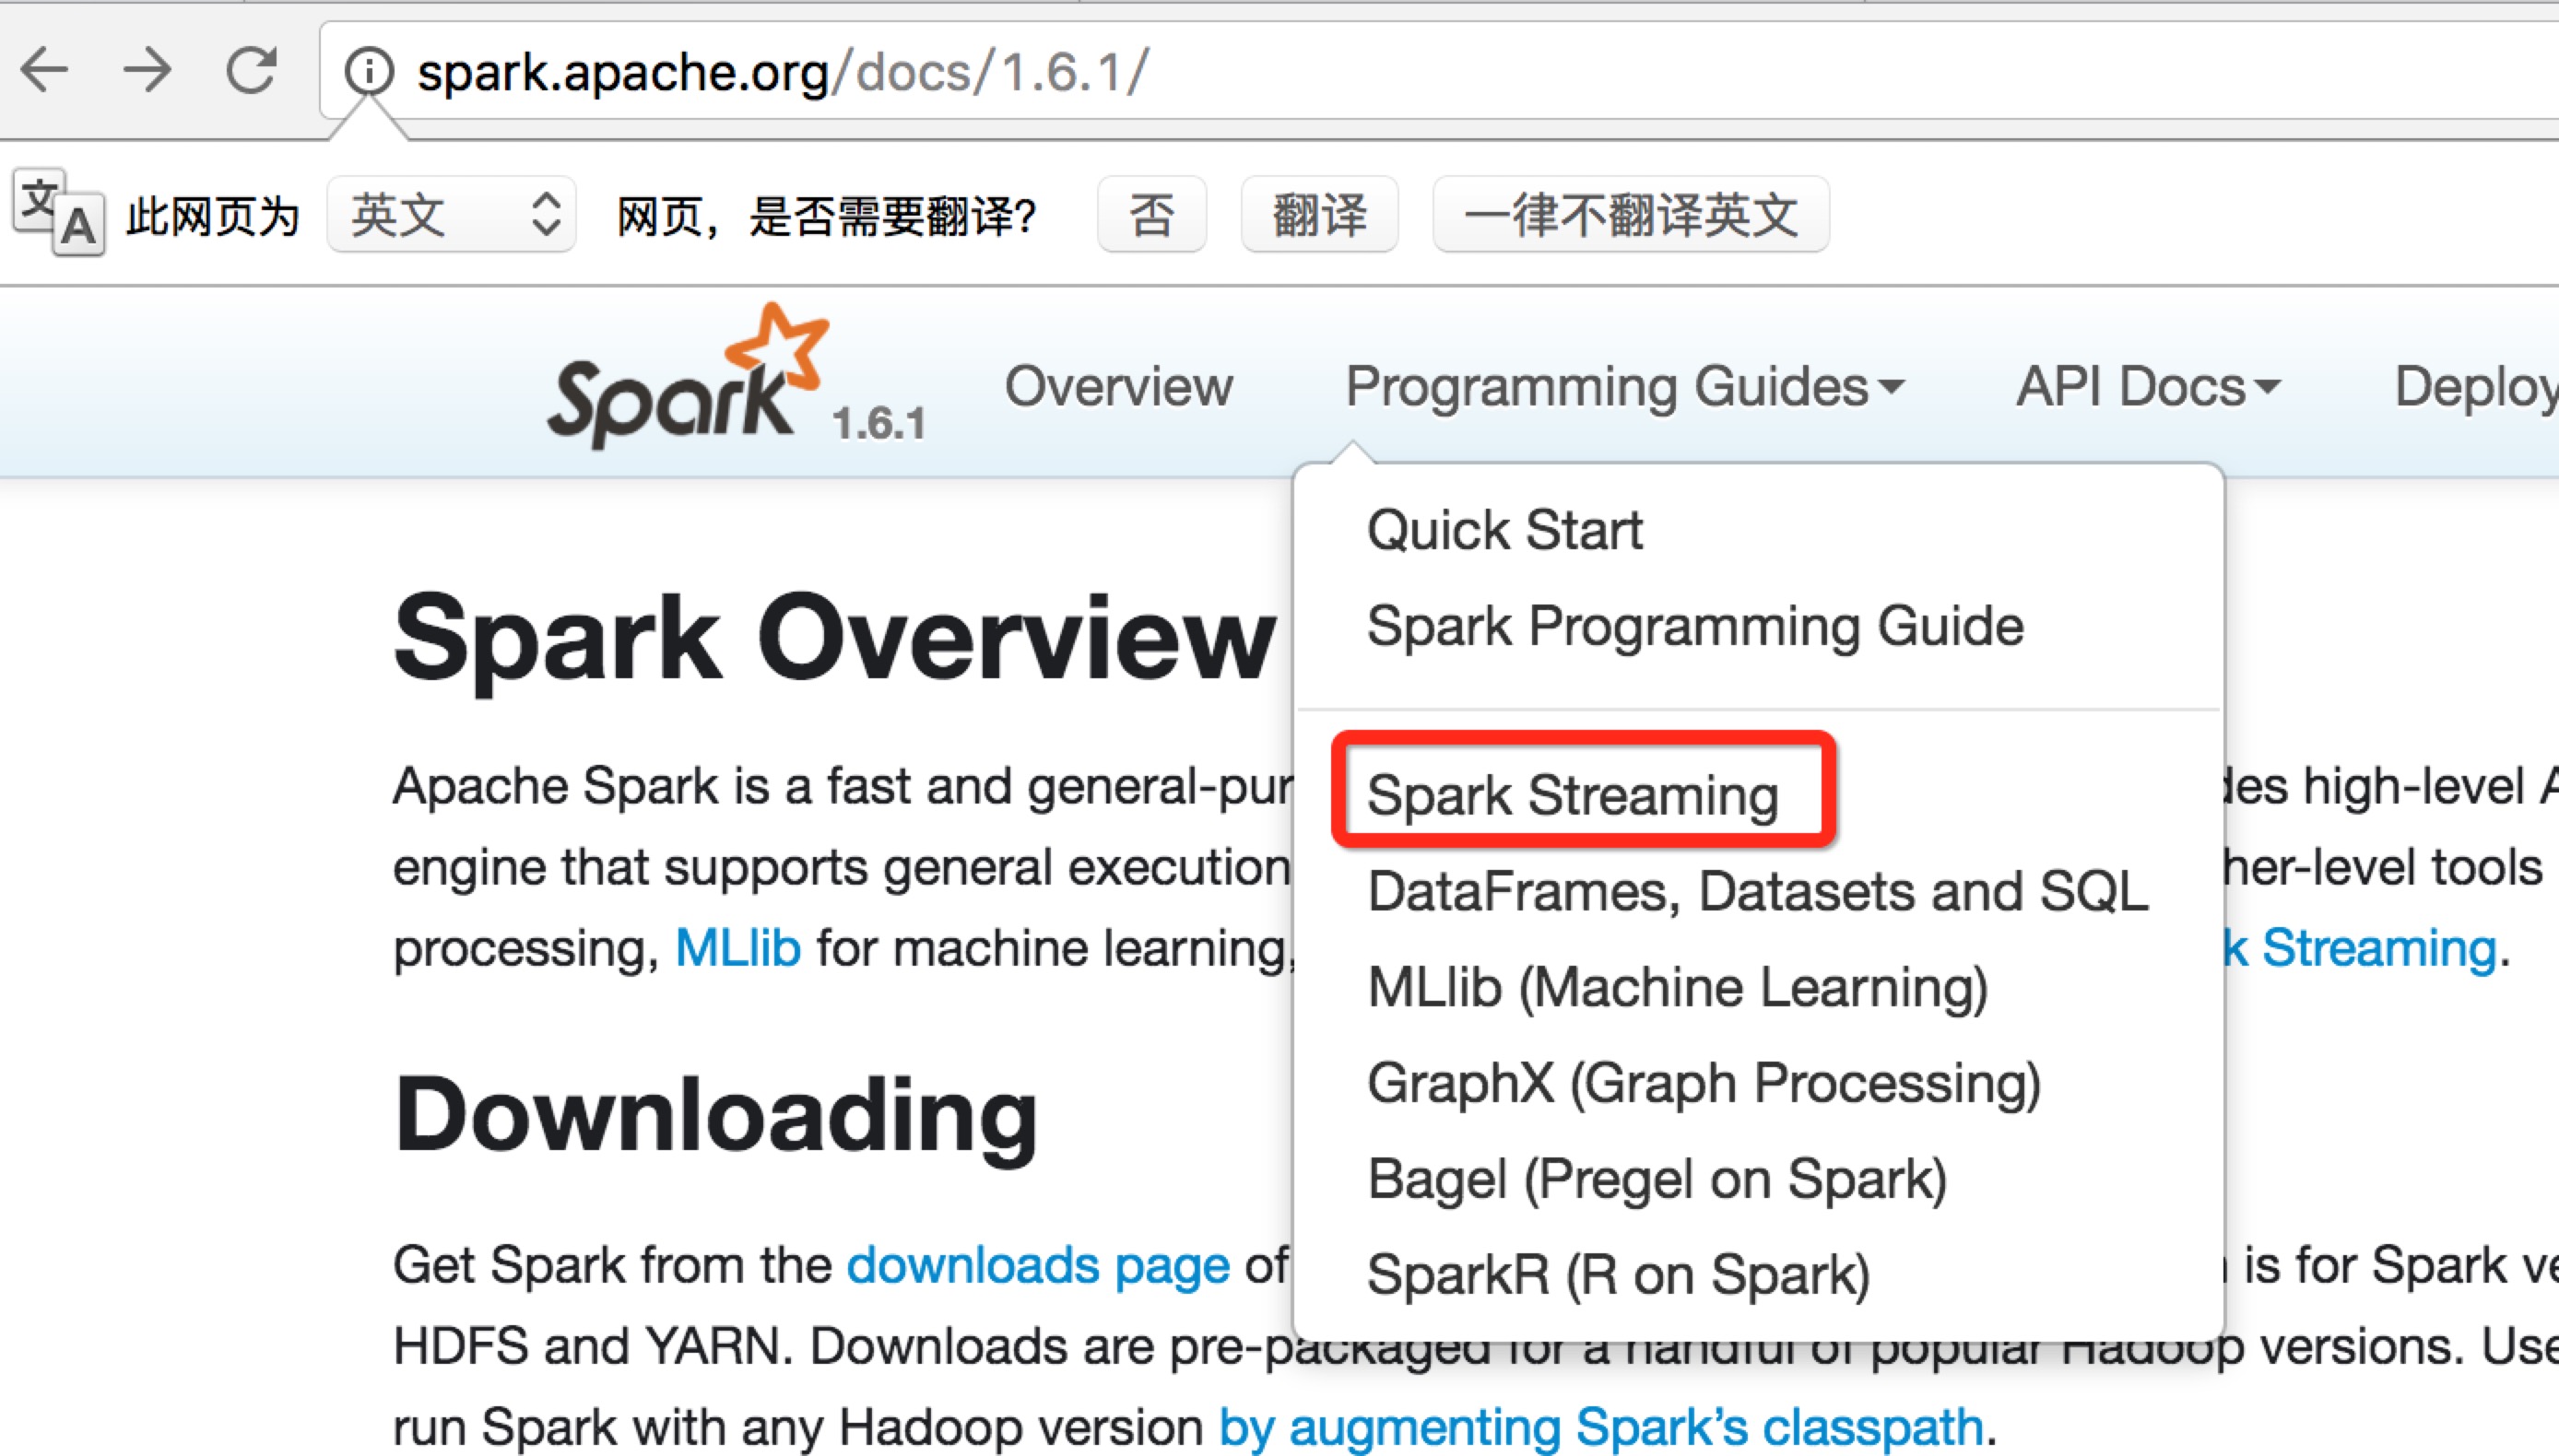 spark.apache.org/docs/1.6.1/
文 A 此网页为 英文 网页，是否需要翻译? 否 翻译 一律不翻译英文
Spark 1.6.1 Overview Programming Guides API Docs Deploy
Quick Start
Spark Programming Guide
Spark Streaming
DataFrames, Datasets and SQL
MLlib (Machine Learning)
GraphX (Graph Processing)
Bagel (Pregel on Spark)
SparkR (R on Spark)
Spark Overview
Apache Spark is a fast and general-pur des high-level A
engine that supports general execution her-level tools
processing, MLlib for machine learning, k Streaming.
Downloading
Get Spark from the downloads page of is for Spark ve
HDFS and YARN. Downloads are pre-packaged for a handful of popular Hadoop versions. Use
run Spark with any Hadoop version by augmenting Spark’s classpath.